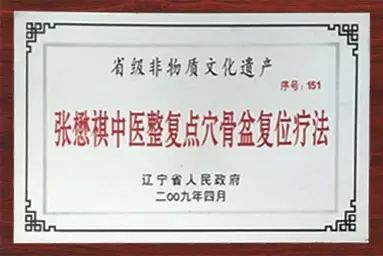 省级非物质文化遗产
序号：151
张懋祺中医整复点穴骨盆复位疗法
辽宁省人民政府
二〇〇九年四月